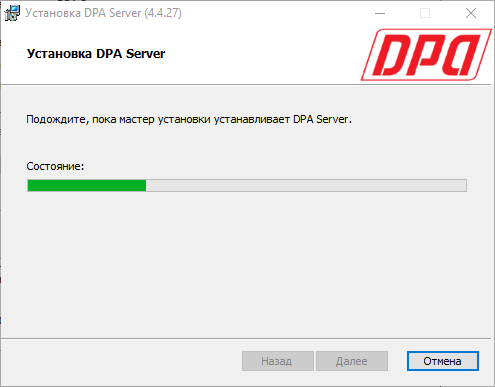 Установка DPA Server (4.4.27)
Установка DPA Server
DPA
Подождите, пока мастер установки устанавливает DPA Server.
Состояние:
Назад
Далее
Отмена